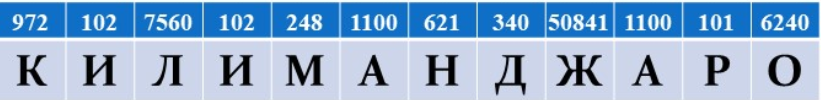 972 102 7560 102 248 1100 621 340 50841 1100 101 6240
К И Л И М А Н Д Ж А Р О